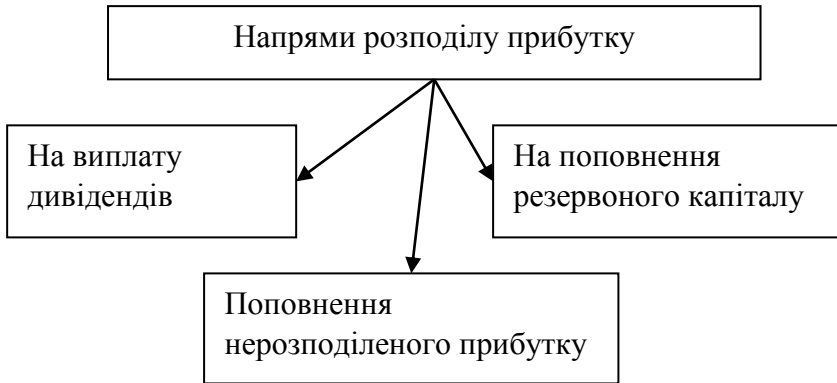 Напрями розподілу прибутку
На виплату
дивідендів
На поповнення
резервоного капіталу
Поповнення
нерозподіленого прибутку